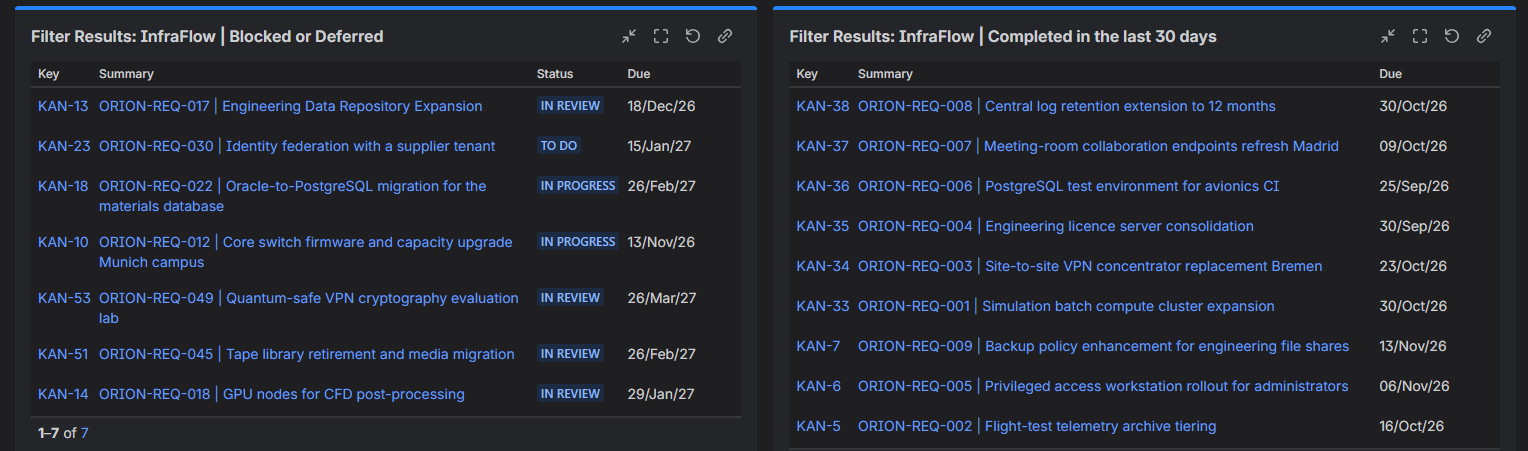 Filter Results: InfraFlow | Blocked or Deferred
Key Summary Status Due
KAN-13 ORION-REQ-017 | Engineering Data Repository Expansion IN REVIEW 18/Dec/26
KAN-23 ORION-REQ-030 | Identity federation with a supplier tenant TO DO 15/Jan/27
KAN-18 ORION-REQ-022 | Oracle-to-PostgreSQL migration for the IN PROGRESS 26/Feb/27
materials database
KAN-10 ORION-REQ-012 | Core switch firmware and capacity upgrade IN PROGRESS 13/Nov/26
Munich campus
KAN-53 ORION-REQ-049 | Quantum-safe VPN cryptography evaluation IN REVIEW 26/Mar/27
lab
KAN-51 ORION-REQ-045 | Tape library retirement and media migration IN REVIEW 26/Feb/27
KAN-14 ORION-REQ-018 | GPU nodes for CFD post-processing IN REVIEW 29/Jan/27
1–7 of 7
Filter Results: InfraFlow | Completed in the last 30 days
Key Summary Due
KAN-38 ORION-REQ-008 | Central log retention extension to 12 months 30/Oct/26
KAN-37 ORION-REQ-007 | Meeting-room collaboration endpoints refresh Madrid 09/Oct/26
KAN-36 ORION-REQ-006 | PostgreSQL test environment for avionics CI 25/Sep/26
KAN-35 ORION-REQ-004 | Engineering licence server consolidation 30/Sep/26
KAN-34 ORION-REQ-003 | Site-to-site VPN concentrator replacement Bremen 23/Oct/26
KAN-33 ORION-REQ-001 | Simulation batch compute cluster expansion 30/Oct/26
KAN-7 ORION-REQ-009 | Backup policy enhancement for engineering file shares 13/Nov/26
KAN-6 ORION-REQ-005 | Privileged access workstation rollout for administrators 06/Nov/26
KAN-5 ORION-REQ-002 | Flight-test telemetry archive tiering 16/Oct/26